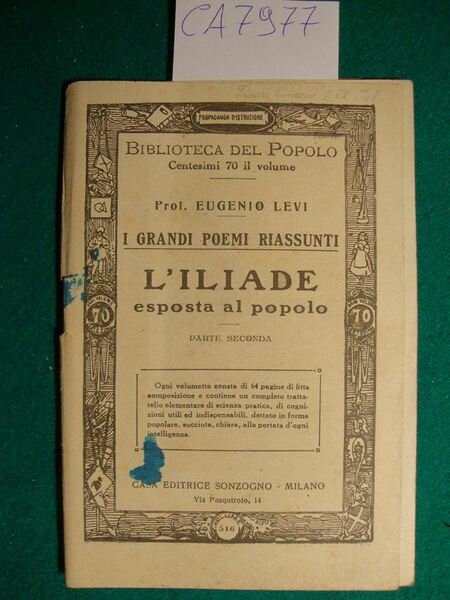 CA7977
PROPAGANDA D'ISTRUZIONE
BIBLIOTECA DEL POPOLO
Centesimi 70 il volume
Prof. EUGENIO LEVI
I GRANDI POEMI RIASSUNTI
L'ILIADE
esposta al popolo
PARTE SECONDA
70
70
Ogni volumetto consta di 64 pagine di fitta
composizione e contiene un completo tratta-
tello elementare di scienza pratica, di cogni-
zioni utili ed indispensabili, dettato in forma
popolare, succinta, chiara, alla portata d'ogni
intelligenza.
CASA EDITRICE SONZOGNO - MILANO
Via Pasquirolo, 14
516